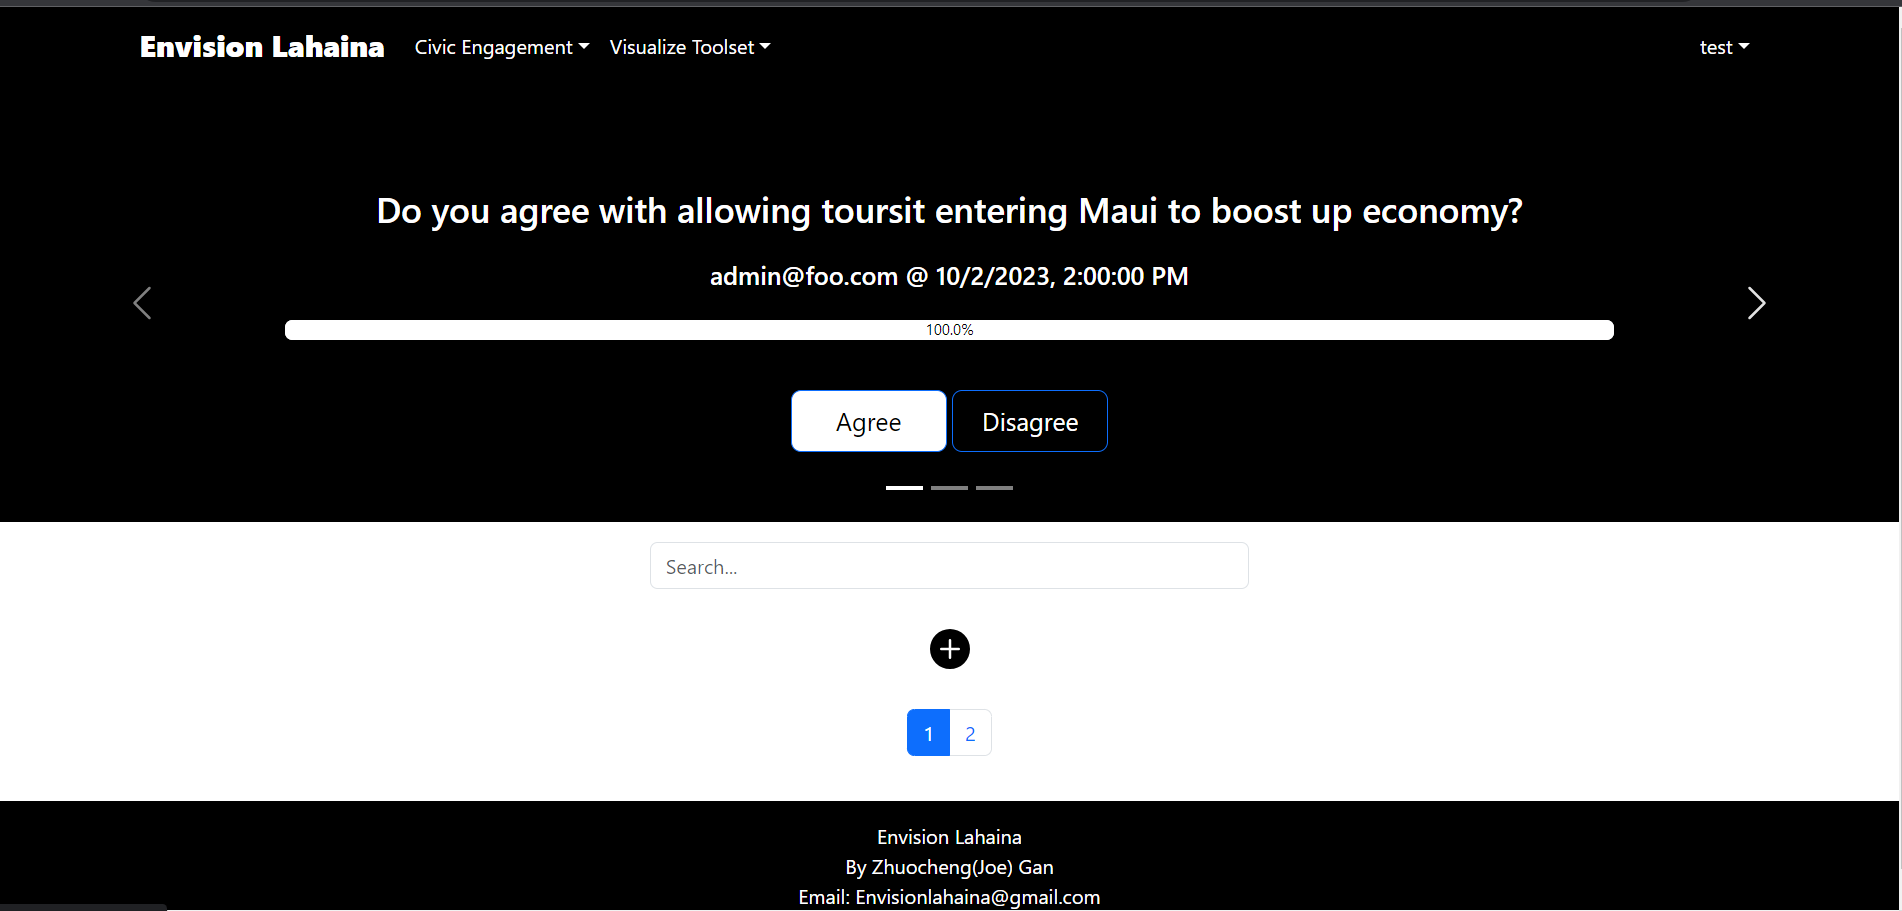 Envision Lahaina Civic Engagement Visualize Toolset test
Do you agree with allowing toursit entering Maui to boost up economy?
admin@foo.com @ 10/2/2023, 2:00:00 PM
100.0%
Agree Disagree
Search...
1 2
Envision Lahaina
By Zhuocheng(Joe) Gan
Email: Envisionlahaina@gmail.com